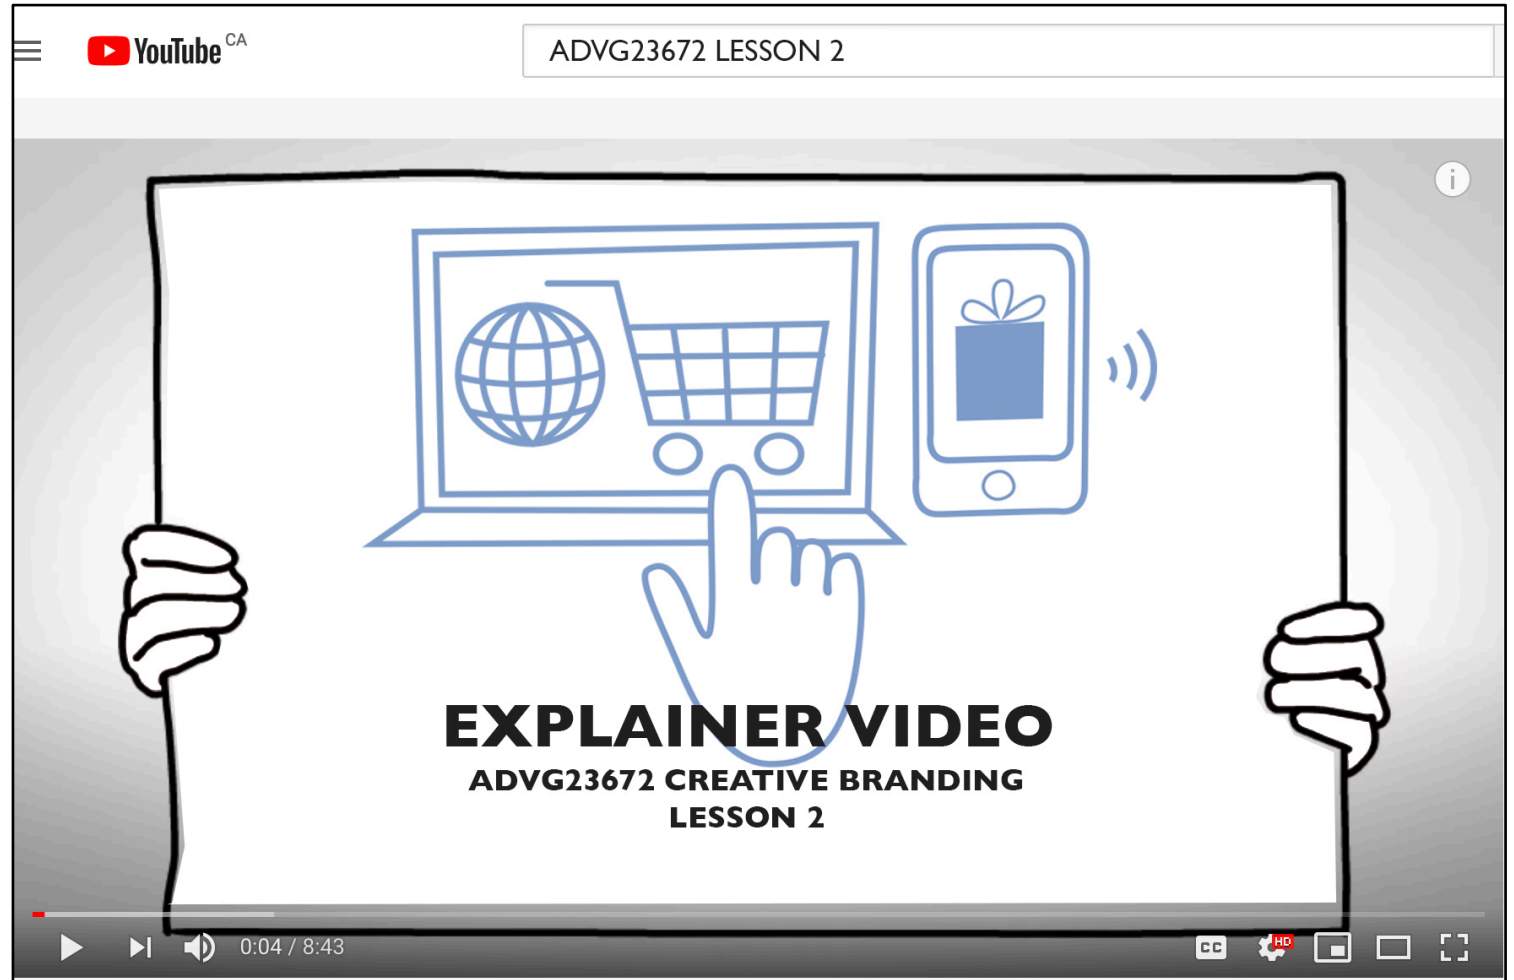 YouTube CA
ADVG23672 LESSON 2
i
EXPLAINER VIDEO
ADVG23672 CREATIVE BRANDING
LESSON 2
0:04 / 8:43
CC
HD